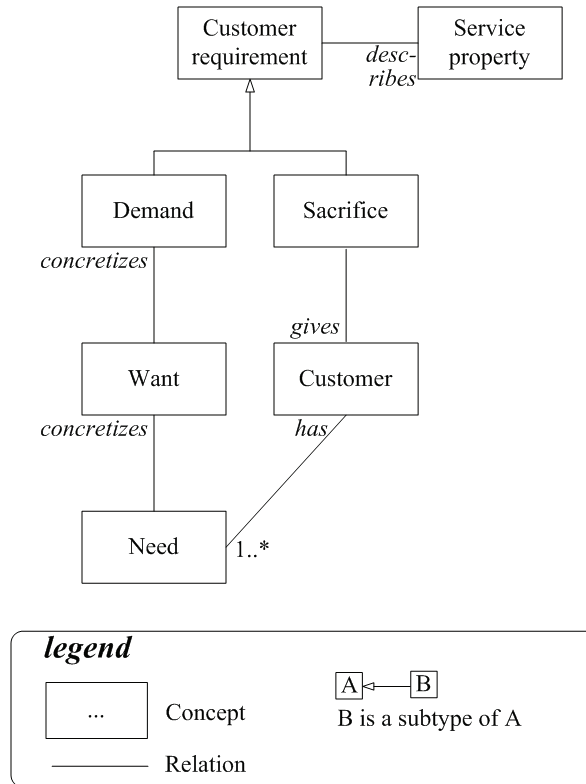 Customer
requirement
Service
property
desc-
ribes
Demand
Sacrifice
concretizes
gives
Want
Customer
concretizes
has
Need
1..*
legend
...
Concept
A
B
B is a subtype of A
Relation